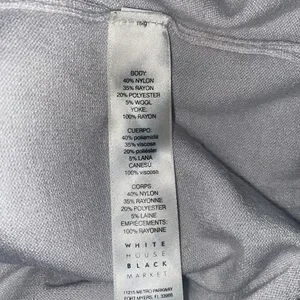 BODY:
40% NYLON
35% RAYON
20% POLYESTER
5% WOOL
YOKE:
100% RAYON
CUERPO:
40% poliamida
35% viscosa
20% poliéster
5% LANA
CANESÚ:
100% viscosa
CORPS:
40% NYLON
35% RAYONNE
20% POLYESTER
5% LAINE
EMPIÈCEMENTS:
100% RAYONNE
WHITE
HOUSE
BLACK
MARKET
11215 METRO PARKWAY
FORT MYERS, FL 33966